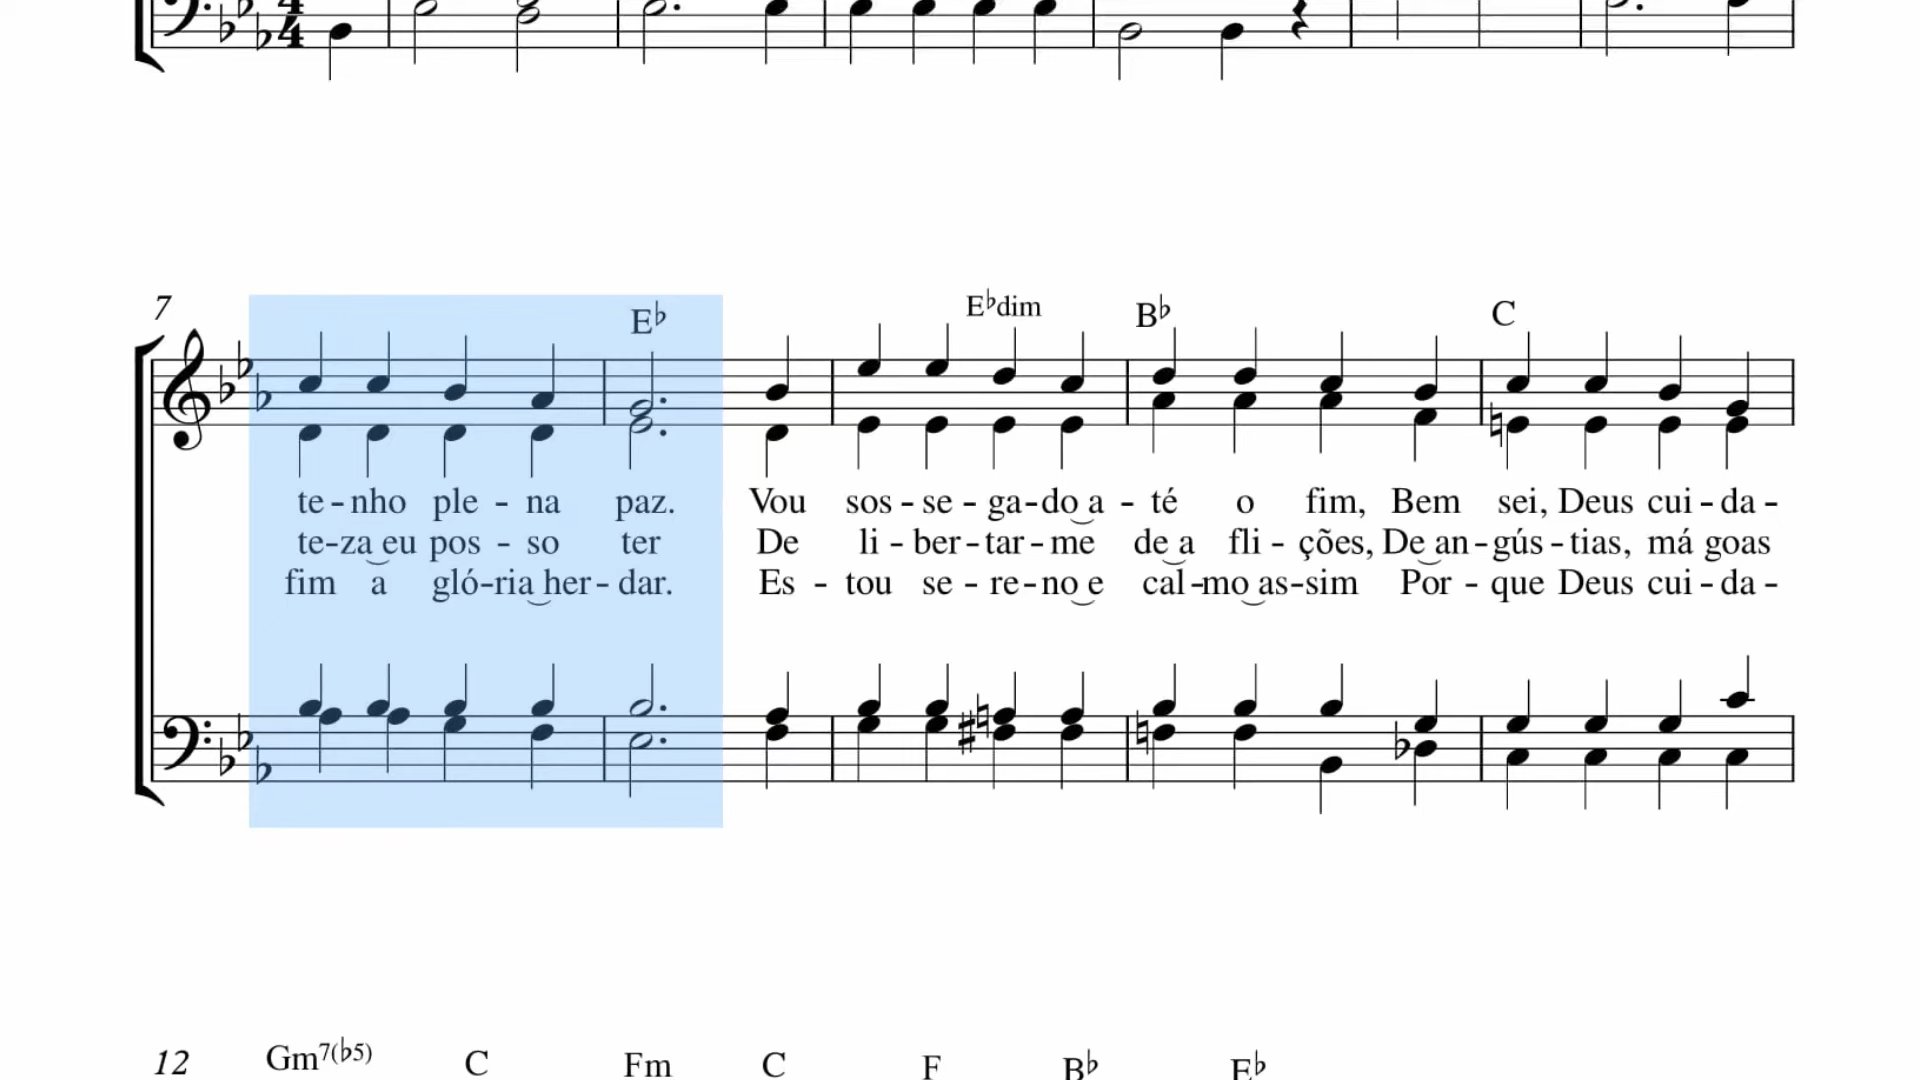 4
4
7
E♭ E♭dim B♭ C
te - nho ple - na paz. Vou sos - se - ga - do a - té o fim, Bem sei, Deus cui - da -
te - za eu pos - so ter De li - ber - tar - me de a fli - ções, De an - gús - tias, má goas
fim a gló - ria her - dar. Es - tou se - re - no e cal - mo as - sim Por - que Deus cui - da -
12 Gm7(♭5) C Fm C F B♭ E♭